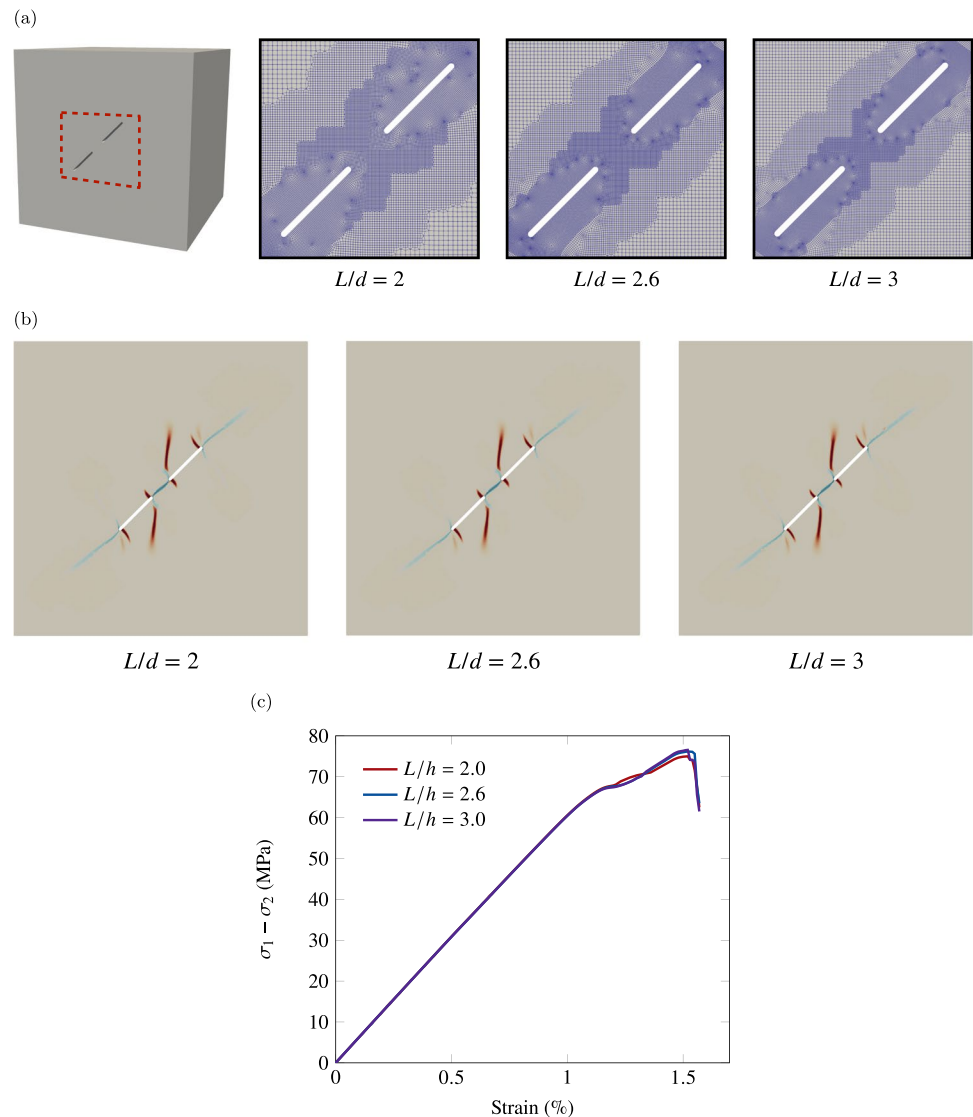 (a)
L/d = 2
L/d = 2.6
L/d = 3
(b)
L/d = 2
L/d = 2.6
L/d = 3
(c)
80
70
60
50
40
30
20
10
0
σ1 − σ2 (MPa)
L/h = 2.0
L/h = 2.6
L/h = 3.0
0
0.5
1
1.5
Strain (%)